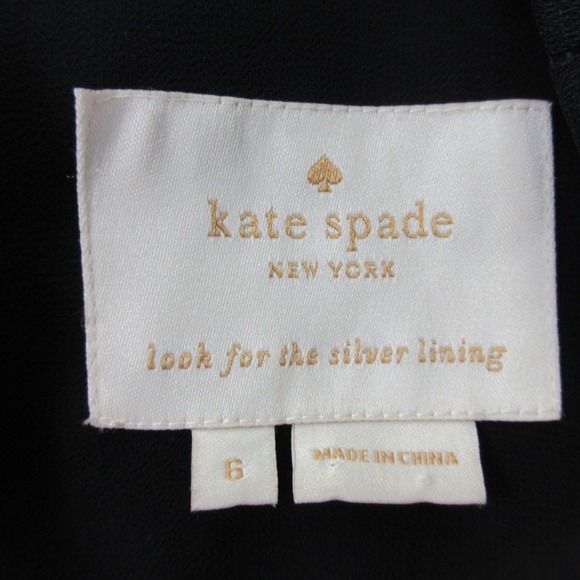 kate spade
NEW YORK
look for the silver lining
6
MADE IN CHINA